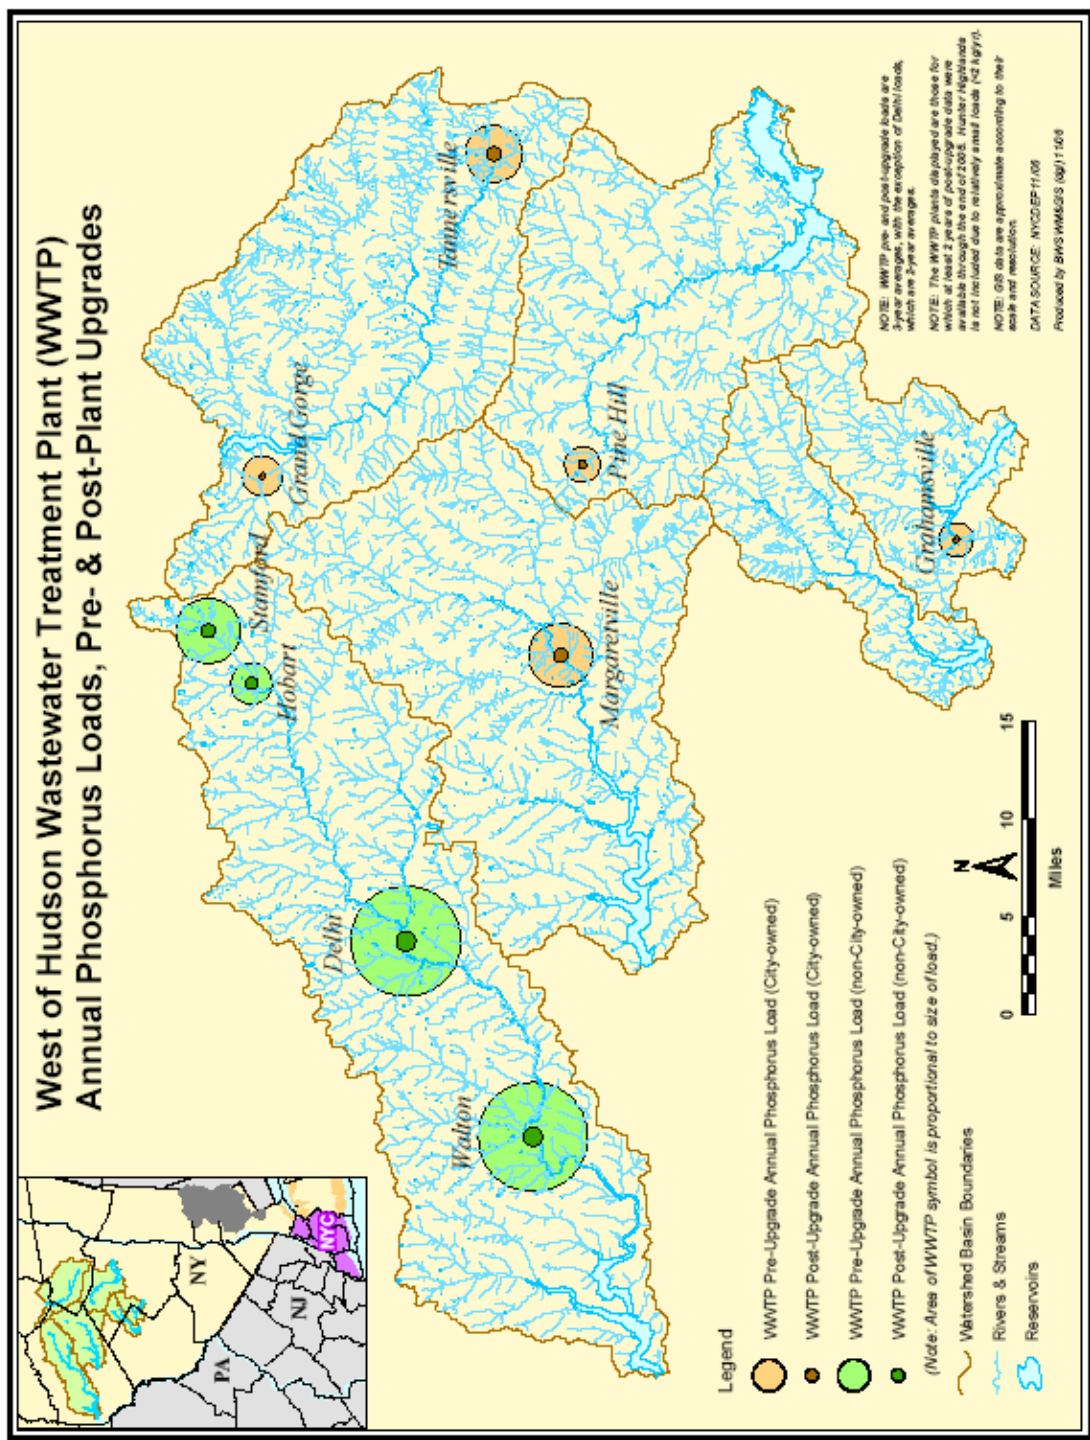 West of Hudson Wastewater Treatment Plant (WWTP)
Annual Phosphorus Loads, Pre- & Post-Plant Upgrades
NY
PA
NJ
NYC
Walton
Delhi
Hobart
Stamford
Grand Gorge
Tannersville
Margaretville
Pine Hill
Grahamsville
Legend
WWTP Pre-Upgrade Annual Phosphorus Load (City-owned)
WWTP Post-Upgrade Annual Phosphorus Load (City-owned)
WWTP Pre-Upgrade Annual Phosphorus Load (non-City-owned)
WWTP Post-Upgrade Annual Phosphorus Load (non-City-owned)
(Note: Area of WWTP symbol is proportional to size of load.)
Watershed Basin Boundaries
Rivers & Streams
Reservoirs
N
0 5 10 15
Miles
NOTE: WWTP pre- and post-upgrade loads are
3-year averages, with the exception of Delhi loads,
which are 2-year averages.
NOTE: The WWTP plants displayed are those for
which at least 2 years of post-upgrade data were
available through the end of 2005. Hunter Highlands
is not included due to relatively small loads (<2 kg/yr).
NOTE: GIS data are approximate according to their
scale and resolution.
DATA SOURCE: NYCDEP 11/06
Produced by BWS WM&GIS 11/06